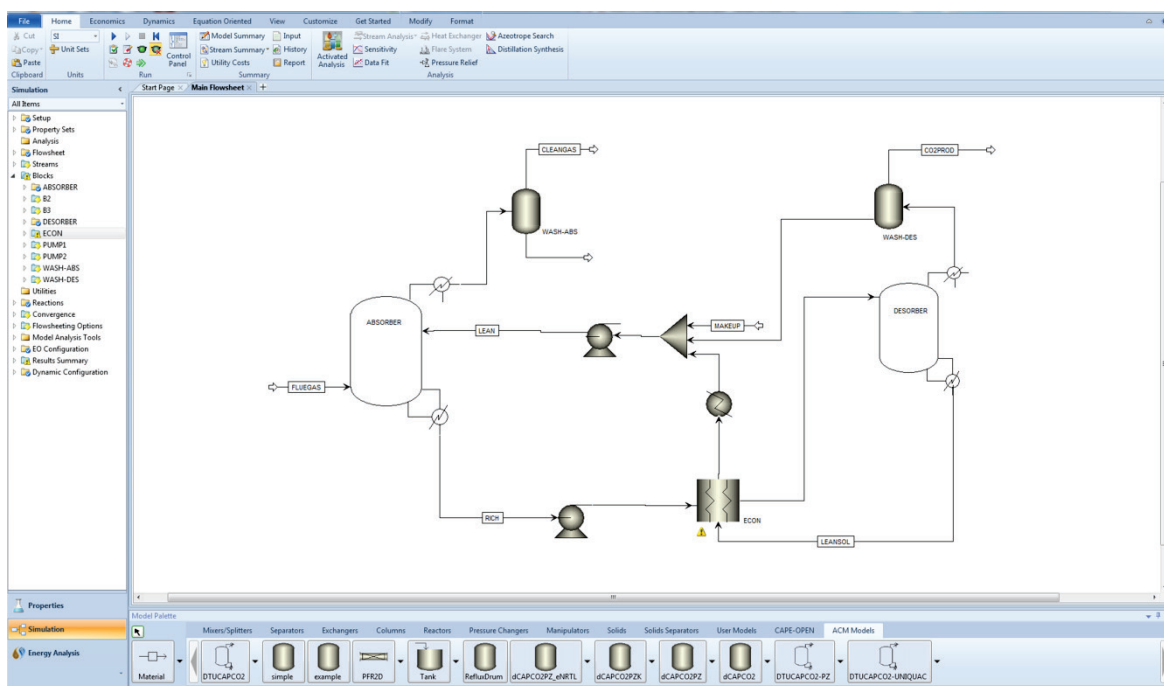 File Home Economics Dynamics Equation Oriented View Customize Get Started Modify Format
Cut SI Model Summary Input Stream Analysis Heat Exchanger Azeotrope Search
Copy Unit Sets Stream Summary History Sensitivity Flare System Distillation Synthesis
Paste Control Panel Utility Costs Report Activated Analysis Data Fit Pressure Relief
Clipboard Units Run Summary Analysis
Simulation
Start Page Main Flowsheet +
All Items
Setup
Property Sets
Analysis
Flowsheet
Streams
Blocks
ABSORBER
B2
B3
DESORBER
ECON
PUMP1
PUMP2
WASH-ABS
WASH-DES
Utilities
Reactions
Convergence
Flowsheeting Options
Model Analysis Tools
EO Configuration
Results Summary
Dynamic Configuration
Properties
Simulation
Energy Analysis
CLEANGAS
CO2PROD
WASH-ABS
WASH-DES
ABSORBER
DESORBER
LEAN
MAKEUP
FLUEGAS
RICH
ECON
LEANSOL
Model Palette
Mixers/Splitters Separators Exchangers Columns Reactors Pressure Changers Manipulators Solids Solids Separators User Models CAPE-OPEN ACM Models
Material DTUCAPCO2 simple example PFR2D Tank RefluxDrum dCAPCO2PZ_eNRTL dCAPCO2PZK dCAPCO2PZ dCAPCO2 DTUCAPCO2-PZ DTUCAPCO2-UNIQUAC